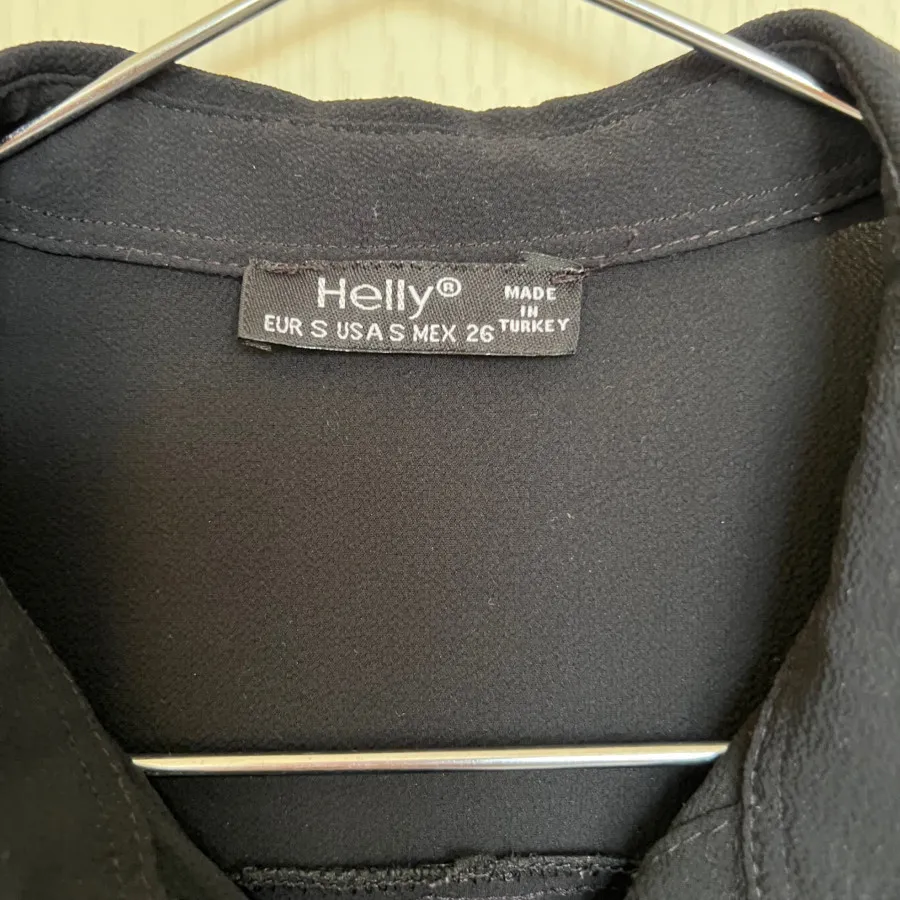 Helly®
EUR S USA S MEX 26
MADE
IN
TURKEY